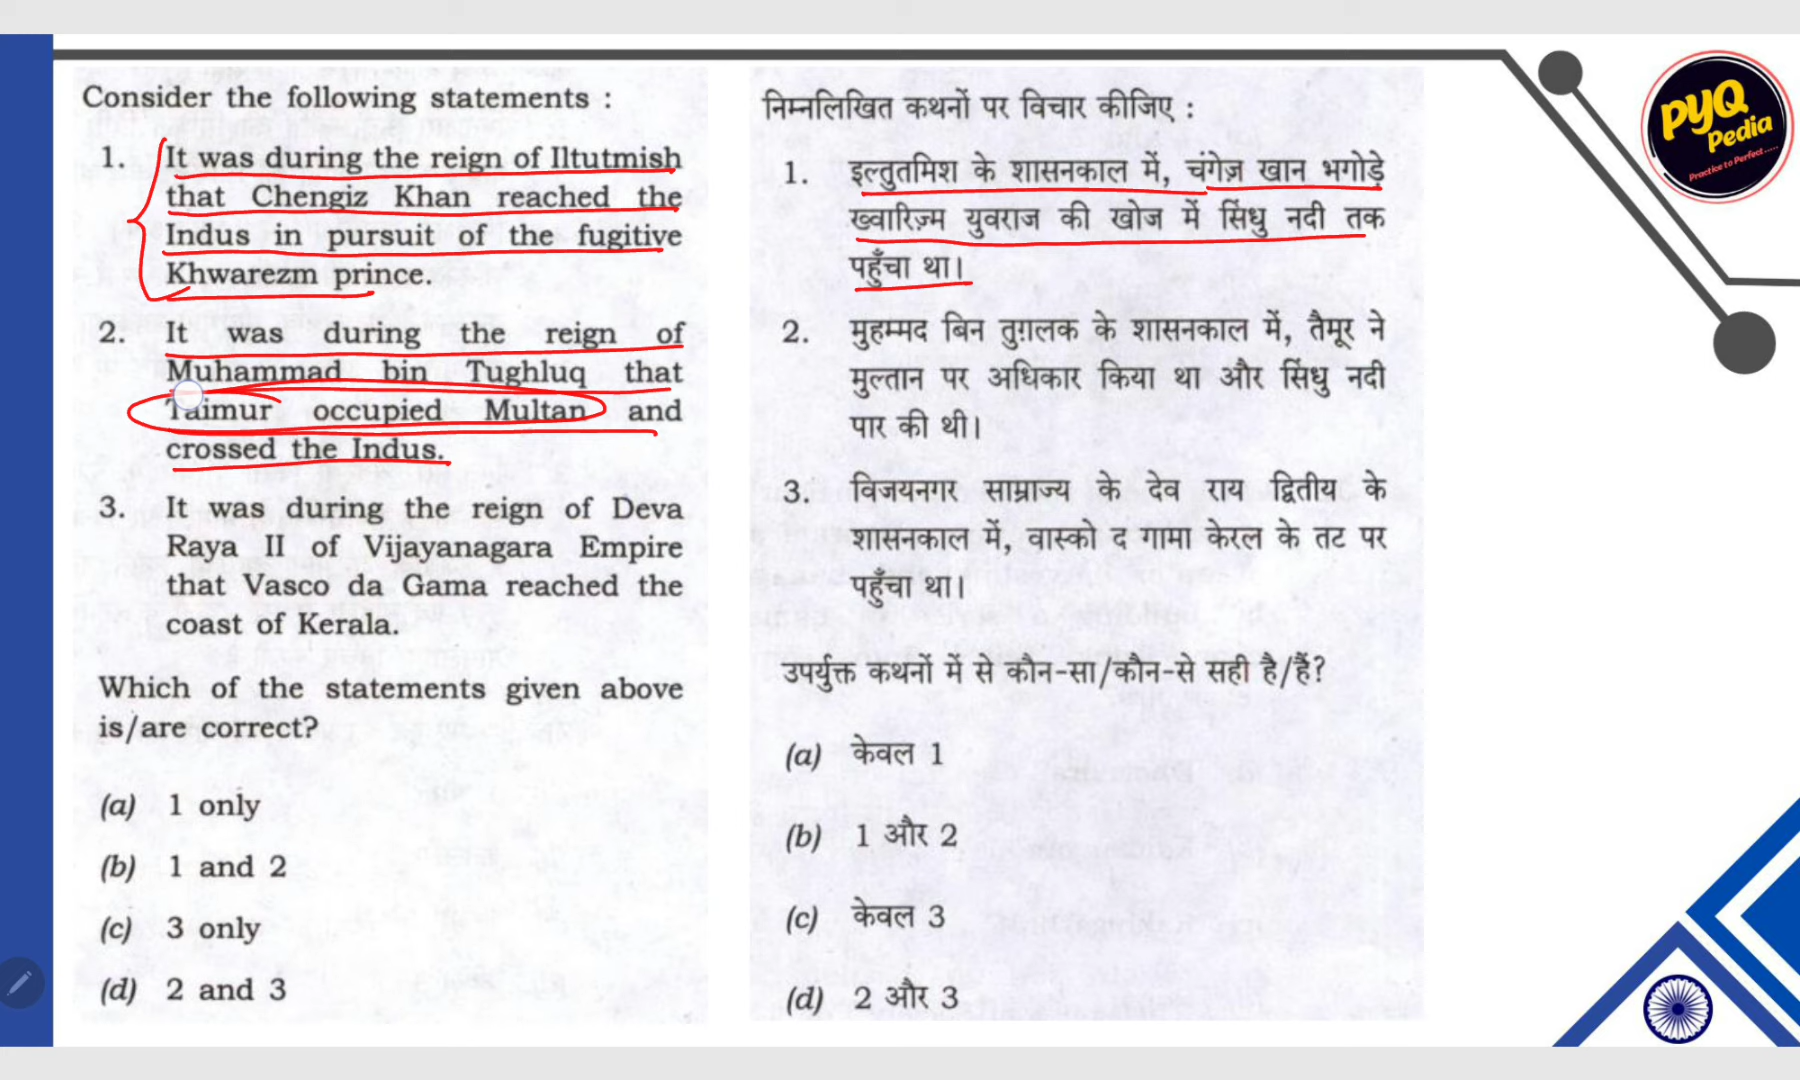 Consider the following statements :
1. It was during the reign of Iltutmish
that Chengiz Khan reached the
Indus in pursuit of the fugitive
Khwarezm prince.
2. It was during the reign of
Muhammad bin Tughluq that
Taimur occupied Multan and
crossed the Indus.
3. It was during the reign of Deva
Raya II of Vijayanagara Empire
that Vasco da Gama reached the
coast of Kerala.
Which of the statements given above
is/are correct?
(a) 1 only
(b) 1 and 2
(c) 3 only
(d) 2 and 3
निम्नलिखित कथनों पर विचार कीजिए :
1. इल्तुतमिश के शासनकाल में, चंगेज़ खान भगोड़े
ख्वारिज़्म युवराज की खोज में सिंधु नदी तक
पहुँचा था।
2. मुहम्मद बिन तुग़लक के शासनकाल में, तैमूर ने
मुल्तान पर अधिकार किया था और सिंधु नदी
पार की थी।
3. विजयनगर साम्राज्य के देव राय द्वितीय के
शासनकाल में, वास्को द गामा केरल के तट पर
पहुँचा था।
उपर्युक्त कथनों में से कौन-सा/कौन-से सही है/हैं?
(a) केवल 1
(b) 1 और 2
(c) केवल 3
(d) 2 और 3
PYQ
Pedia
Practice to Perfect.....